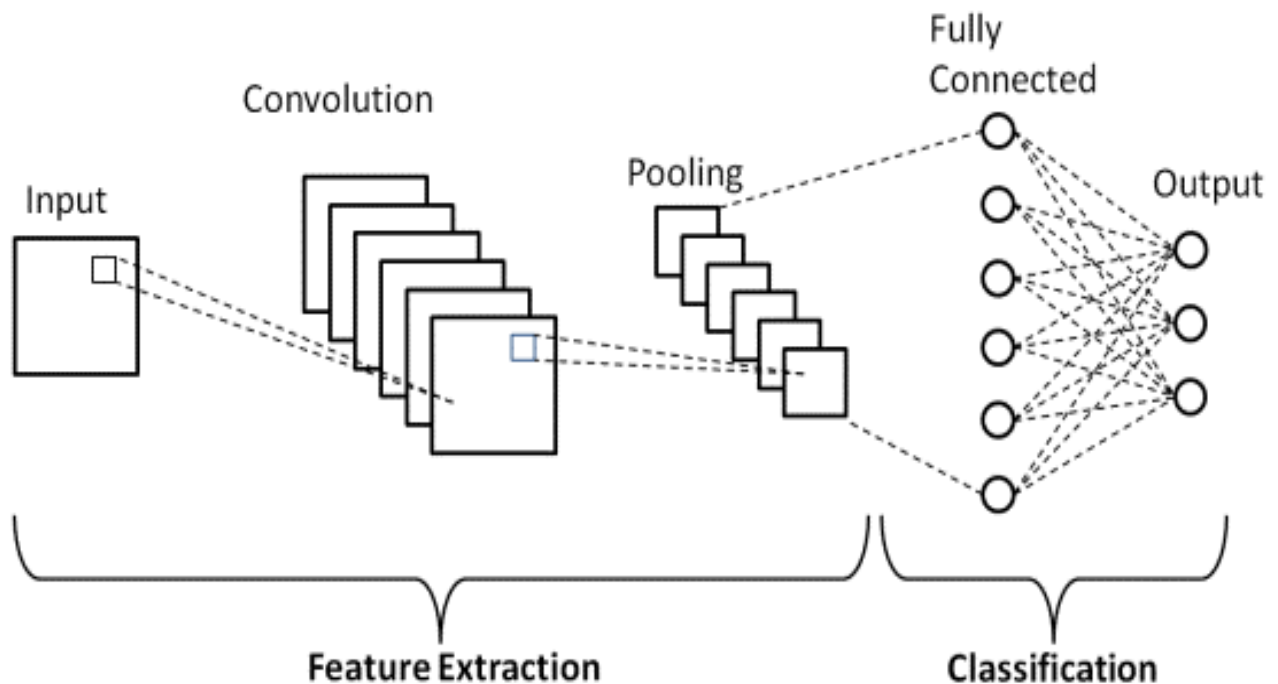 Input
Convolution
Pooling
Fully
Connected
Output
Feature Extraction
Classification